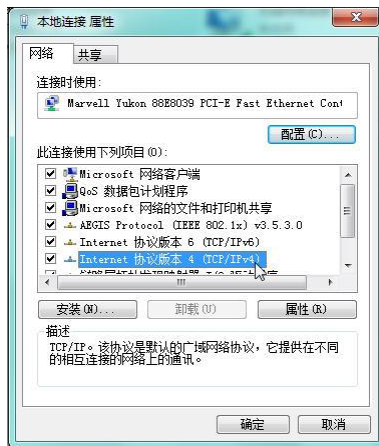 本地连接 属性
网络
共享
连接时使用:
Marvell Yukon 88E8039 PCI-E Fast Ethernet Cont
配置(C)...
此连接使用下列项目(O):
Microsoft 网络客户端
QoS 数据包计划程序
Microsoft 网络的文件和打印机共享
AEGIS Protocol (IEEE 802.1x) v3.5.3.0
Internet 协议版本 6 (TCP/IPv6)
Internet 协议版本 4 (TCP/IPv4)
安装(N)...
卸载(U)
属性(R)
描述
TCP/IP。该协议是默认的广域网络协议，它提供在不同
的相互连接的网络上的通讯。
确定
取消